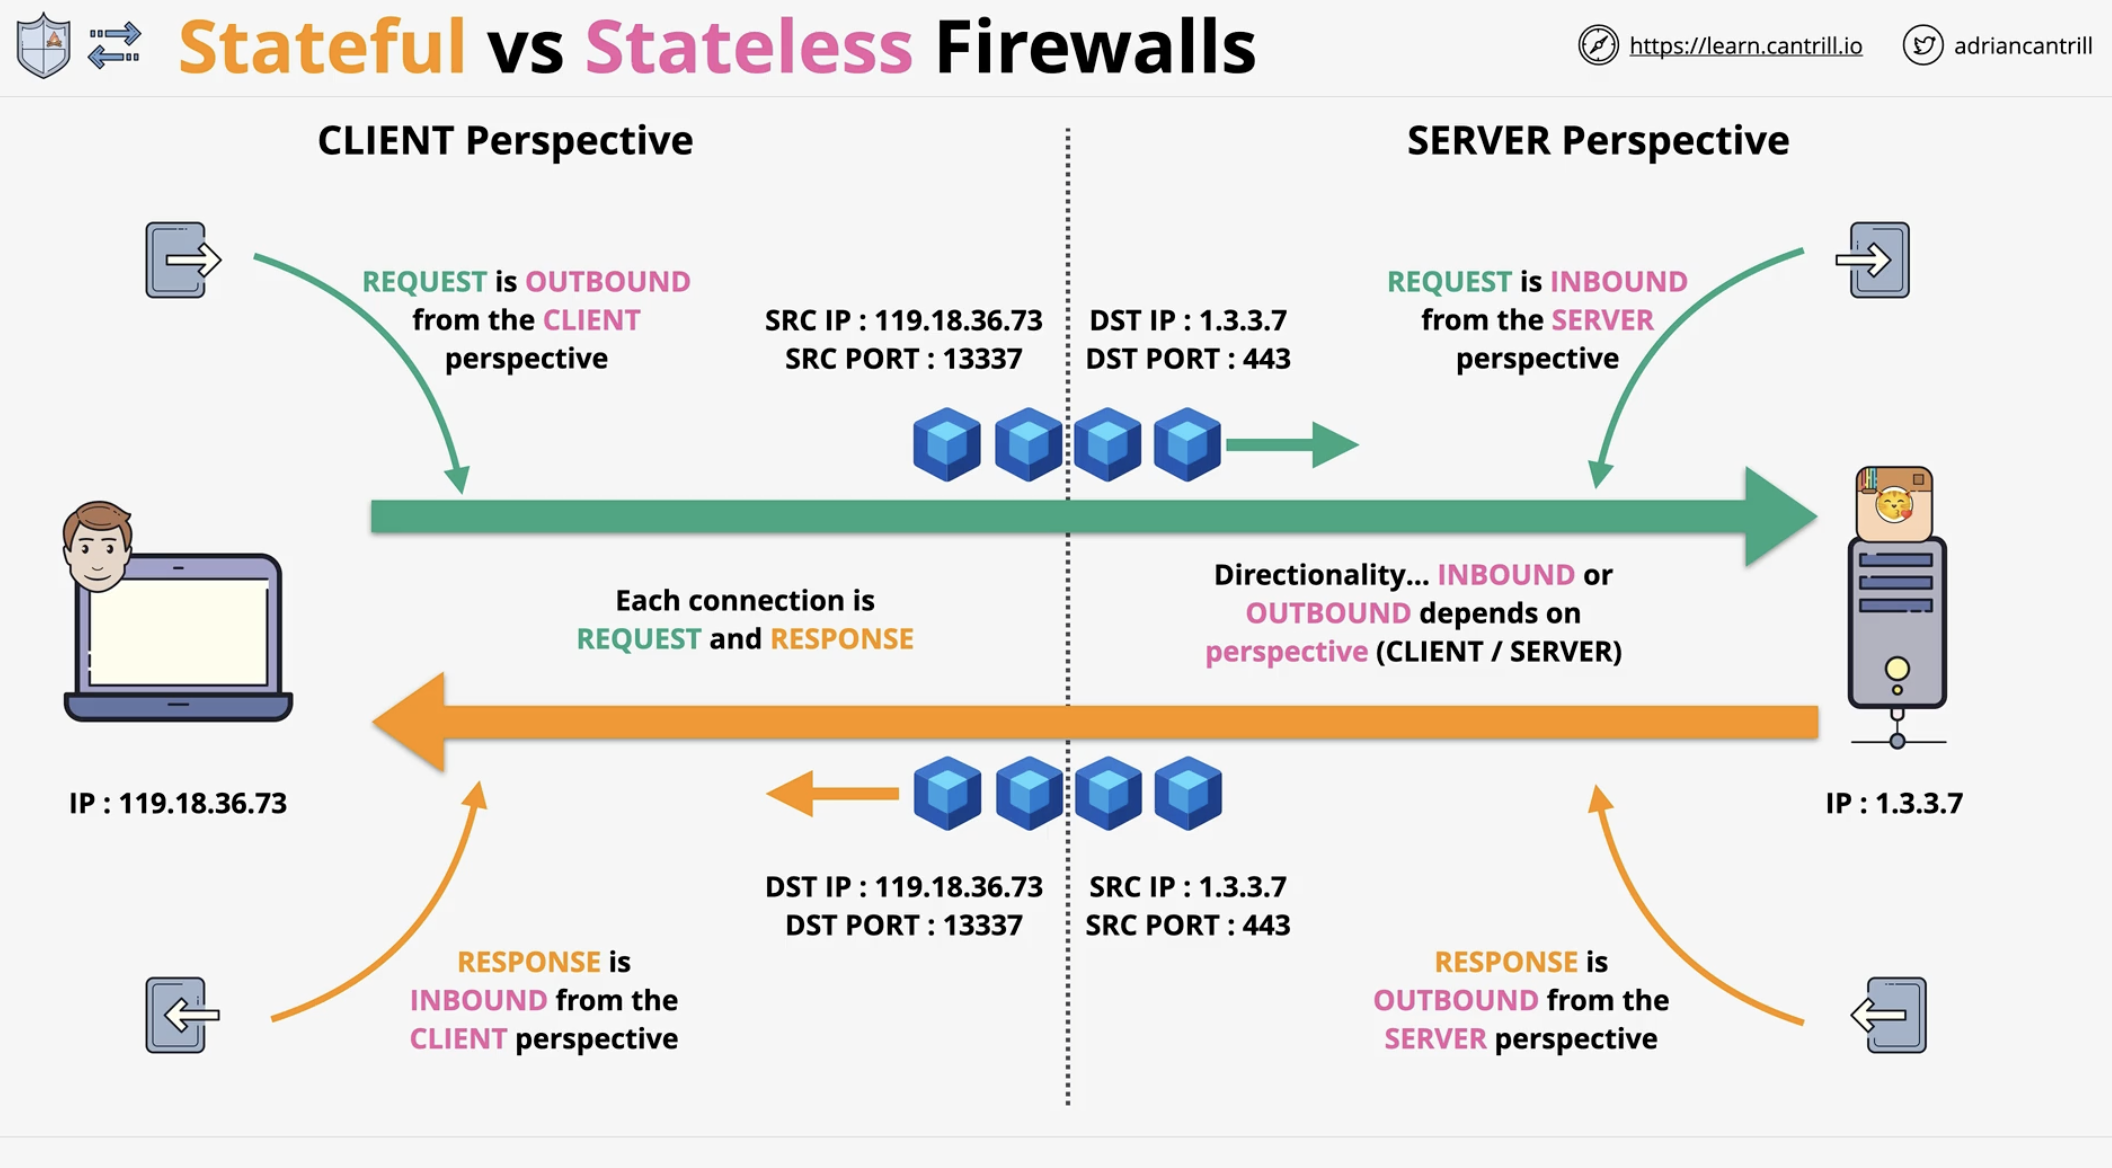 Stateful vs Stateless Firewalls
https://learn.cantrill.io
adriancantrill
CLIENT Perspective
SERVER Perspective
REQUEST is OUTBOUND
from the CLIENT
perspective
SRC IP : 119.18.36.73
SRC PORT : 13337
DST IP : 1.3.3.7
DST PORT : 443
REQUEST is INBOUND
from the SERVER
perspective
Each connection is
REQUEST and RESPONSE
Directionality... INBOUND or
OUTBOUND depends on
perspective (CLIENT / SERVER)
IP : 119.18.36.73
IP : 1.3.3.7
DST IP : 119.18.36.73
DST PORT : 13337
SRC IP : 1.3.3.7
SRC PORT : 443
RESPONSE is
INBOUND from the
CLIENT perspective
RESPONSE is
OUTBOUND from the
SERVER perspective